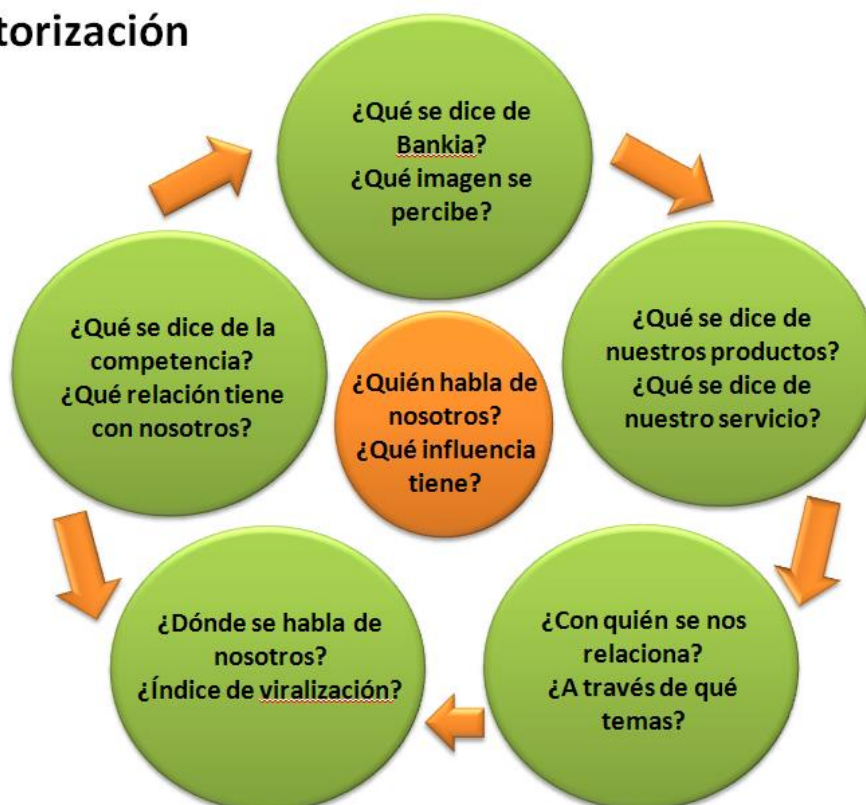 torización
¿Qué se dice de
Bankia?
¿Qué imagen se
percibe?
¿Qué se dice de
nuestros productos?
¿Qué se dice de
nuestro servicio?
¿Con quién se nos
relaciona?
¿A través de qué
temas?
¿Dónde se habla de
nosotros?
¿Índice de viralización?
¿Qué se dice de la
competencia?
¿Qué relación tiene
con nosotros?
¿Quién habla de
nosotros?
¿Qué influencia
tiene?